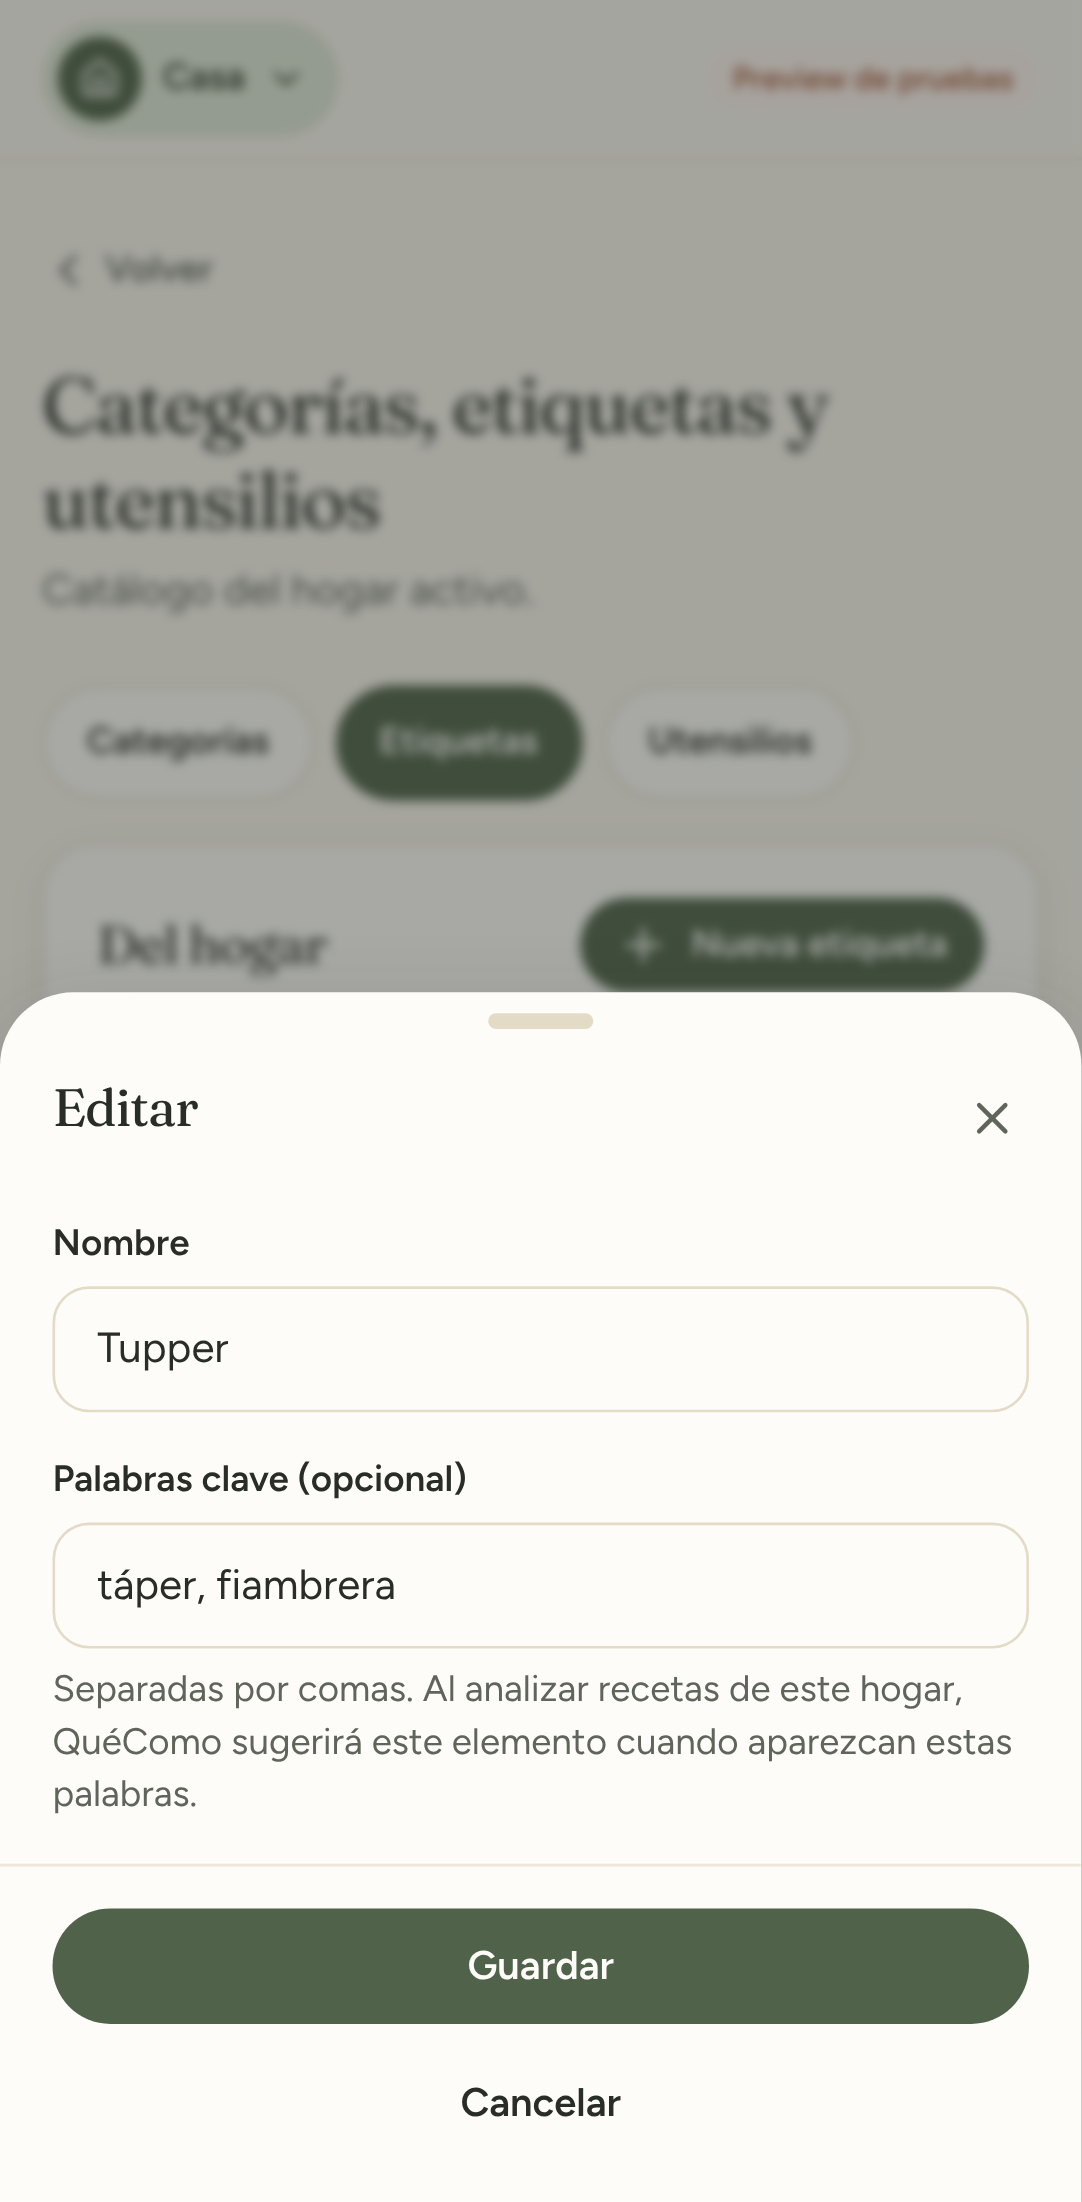 Casa
Preview de pruebas
Volver
Categorías, etiquetas y
utensilios
Catálogo del hogar activo.
Categorías
Etiquetas
Utensilios
Del hogar
Nueva etiqueta
Editar
Nombre
Tupper
Palabras clave (opcional)
táper, fiambrera
Separadas por comas. Al analizar recetas de este hogar,
QuéComo sugerirá este elemento cuando aparezcan estas
palabras.
Guardar
Cancelar